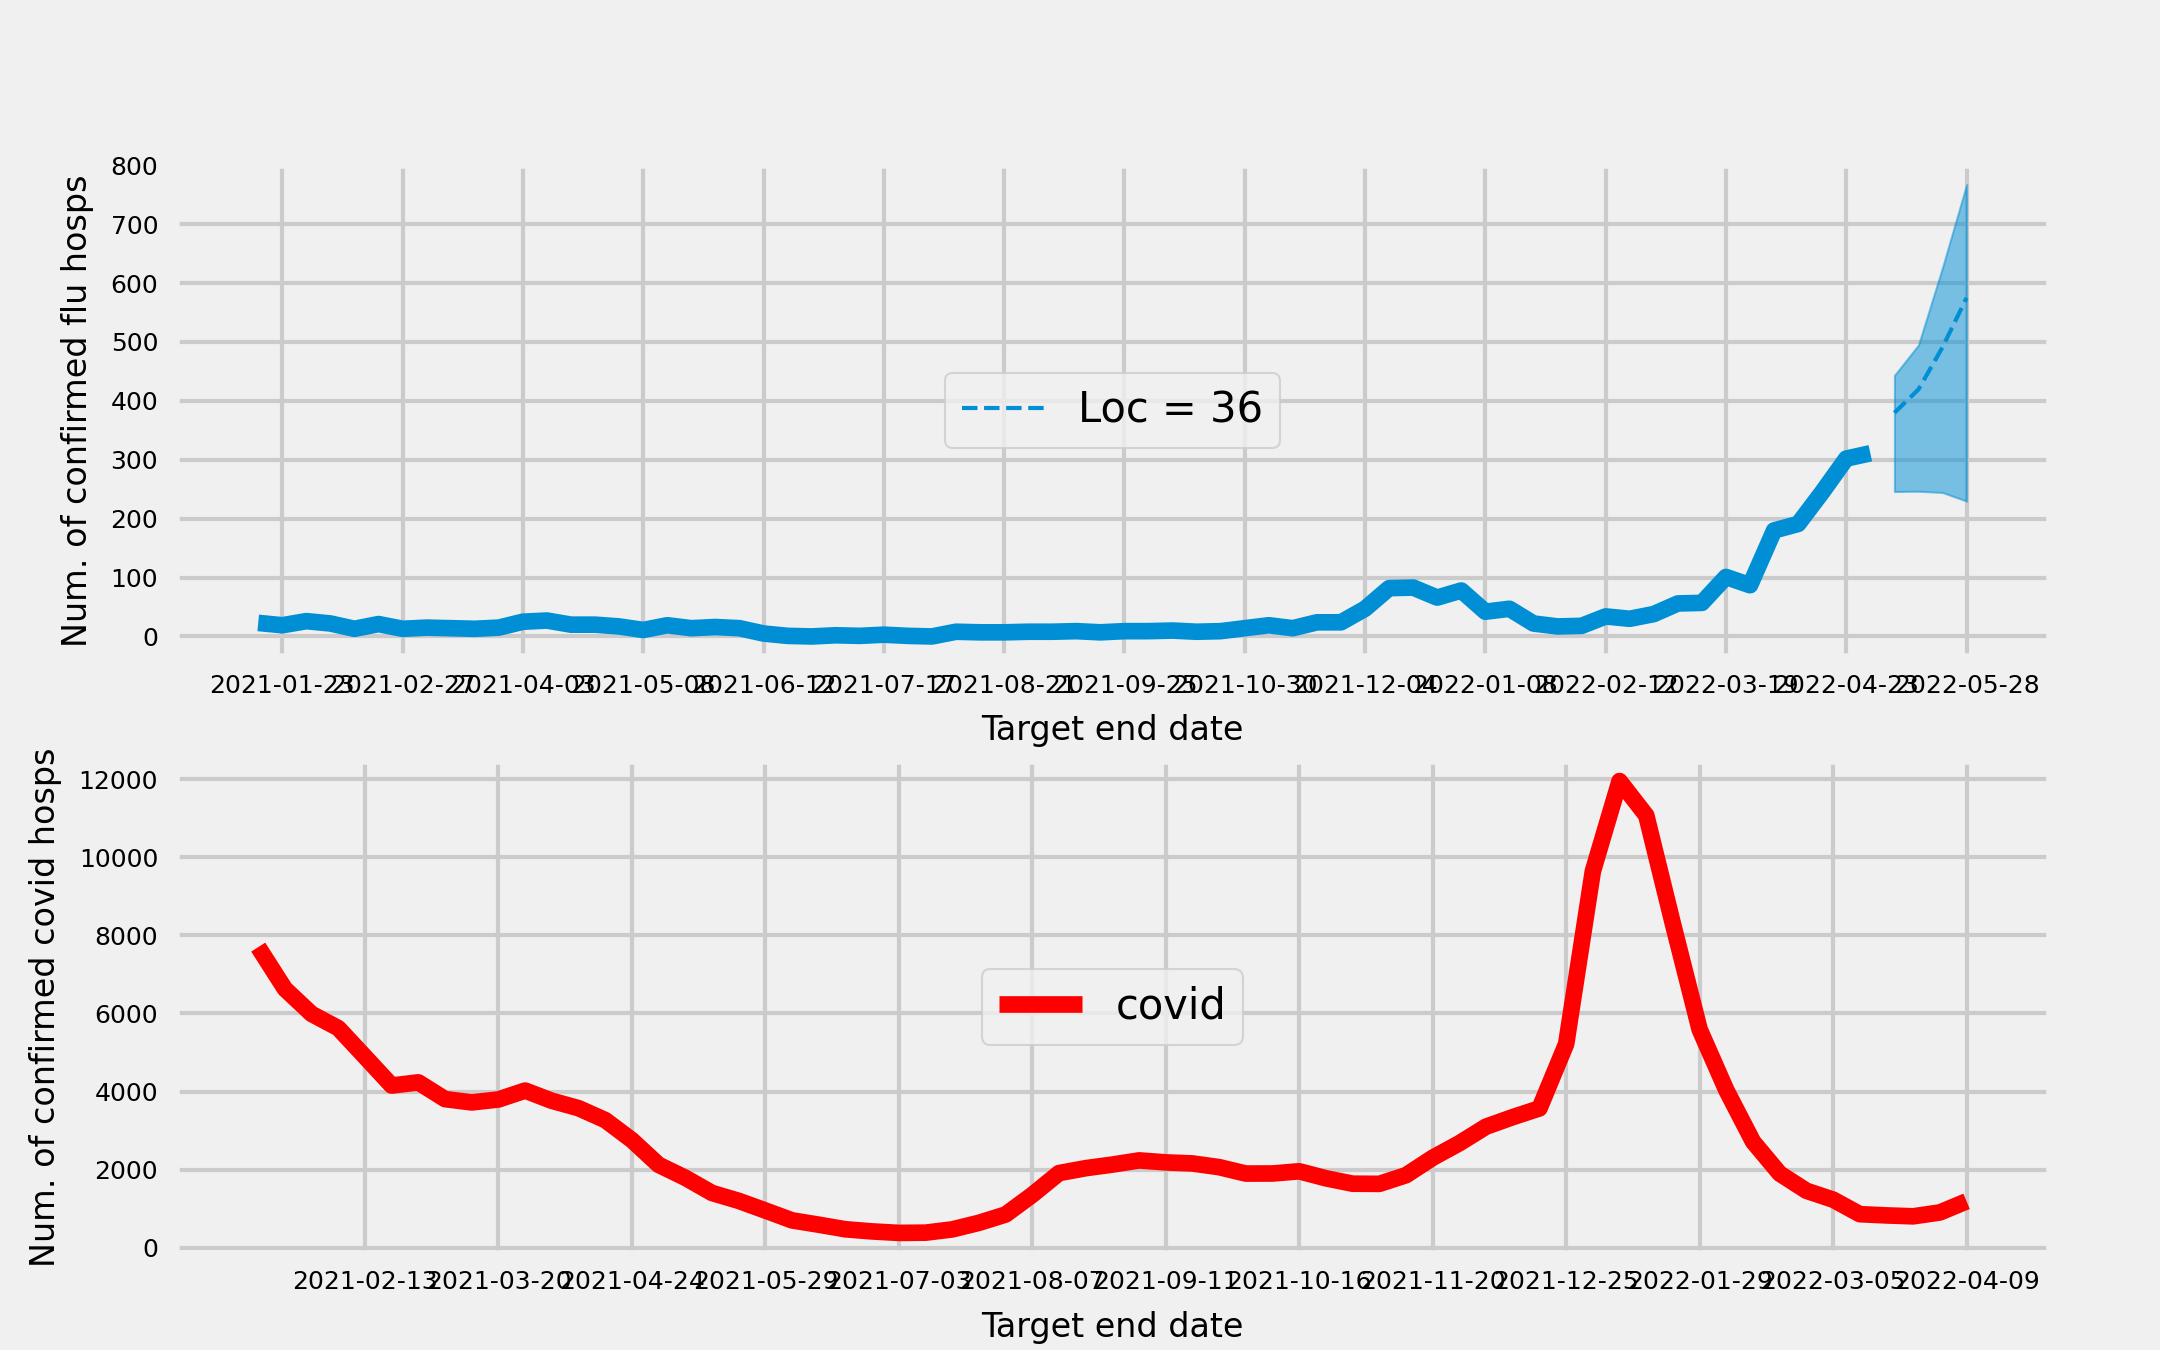 800
700
600
500
400
300
200
100
0
Num. of confirmed flu hosps
Loc = 36
2021-01-23 2021-02-27 2021-04-03 2021-05-08 2021-06-12 2021-07-17 2021-08-21 2021-09-25 2021-10-30 2021-12-04 2022-01-08 2022-02-12 2022-03-19 2022-04-23 2022-05-28
Target end date
12000
10000
8000
6000
4000
2000
0
Num. of confirmed covid hosps
covid
2021-02-13 2021-03-20 2021-04-24 2021-05-29 2021-07-03 2021-08-07 2021-09-11 2021-10-16 2021-11-20 2021-12-25 2022-01-29 2022-03-05 2022-04-09
Target end date